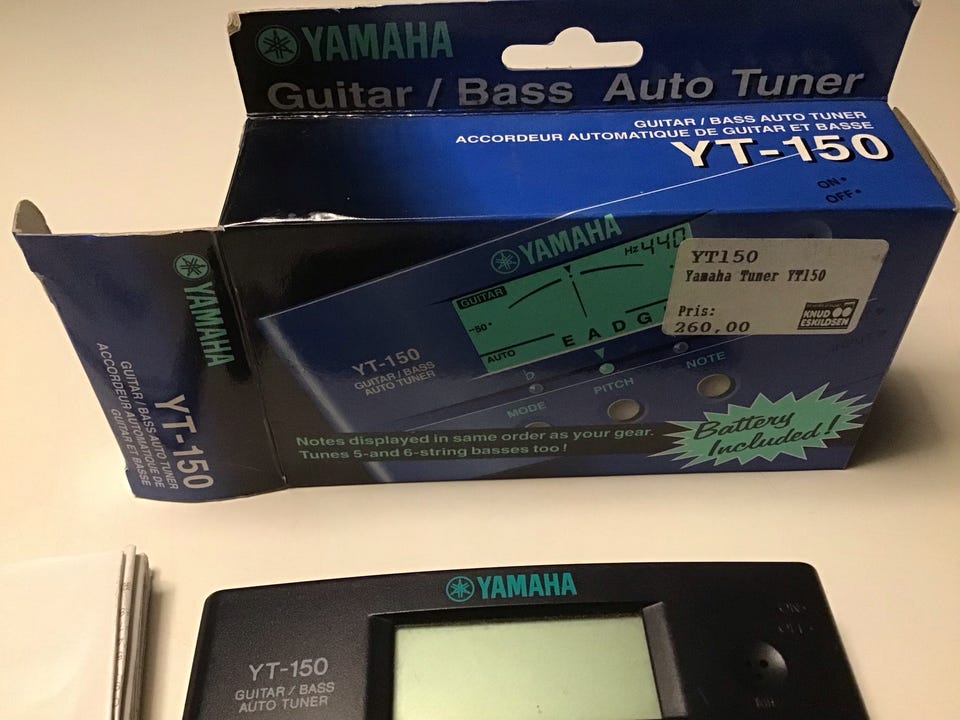 YAMAHA
Guitar / Bass Auto Tuner
GUITAR / BASS AUTO TUNER
ACCORDEUR AUTOMATIQUE DE GUITAR ET BASSE
YT-150
ON
OFF
YAMAHA
Hz 440
GUITAR
-50
AUTO
E A D G
YT-150
GUITAR / BASS
AUTO TUNER
♭
MODE
PITCH
NOTE
YT150
Yamaha Tuner YT150
Pris:
260,00
KNUD
ESKILDSEN
Notes displayed in same order as your gear.
Tunes 5-and 6-string basses too !
Battery
Included!
YAMAHA
YT-150
GUITAR / BASS AUTO TUNER
ACCORDEUR AUTOMATIQUE DE
GUITAR ET BASSE
YAMAHA
YT-150
GUITAR / BASS
AUTO TUNER
ON
OFF